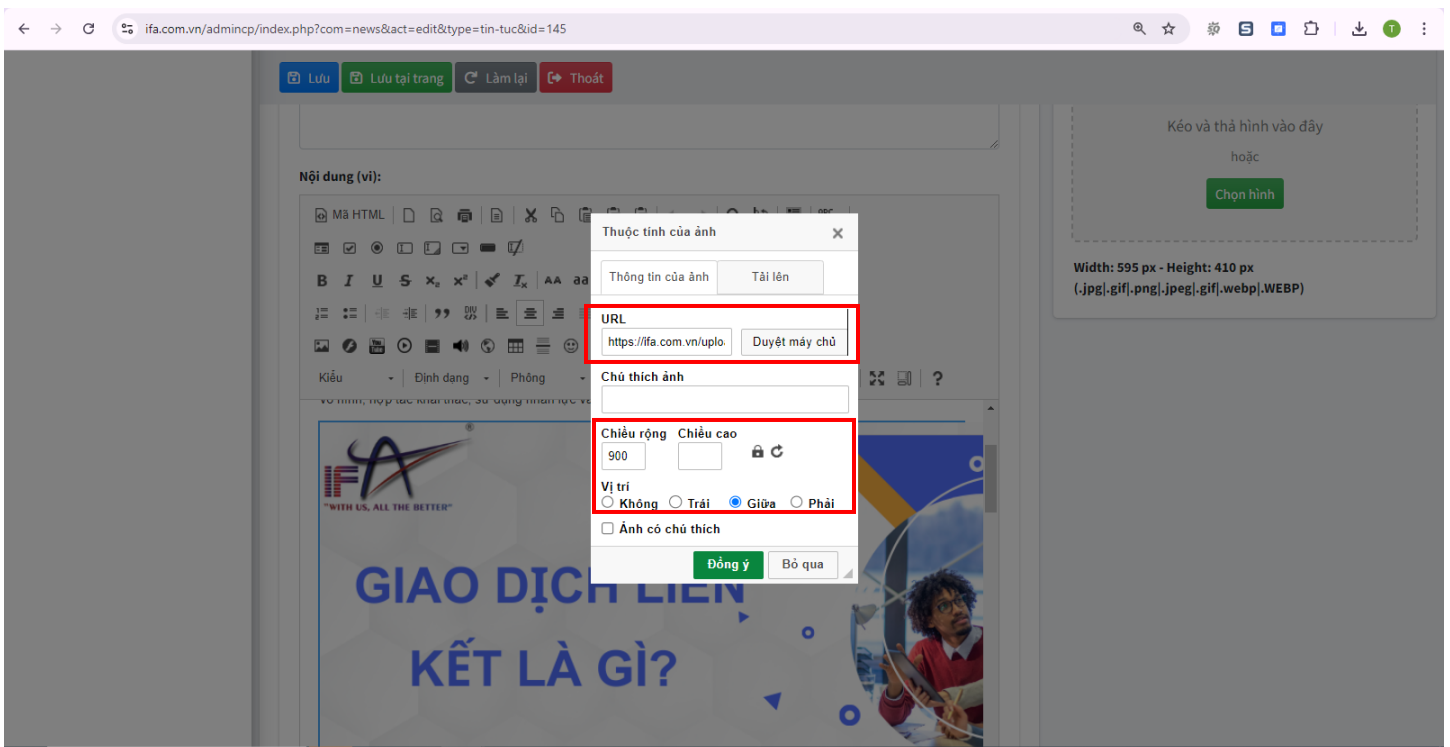 ifa.com.vn/admincp/index.php?com=news&act=edit&type=tin-tuc&id=145
T
Lưu
Lưu tại trang
Làm lại
Thoát
Kéo và thả hình vào đây
hoặc
Chọn hình
Width: 595 px - Height: 410 px
(.jpg|.gif|.png|.jpeg|.gif|.webp|.WEBP)
Nội dung (vi):
Mã HTML
Kiểu
Định dạng
Phông
Thuộc tính của ảnh
Thông tin của ảnh
Tải lên
URL
https://ifa.com.vn/uplo
Duyệt máy chủ
Chú thích ảnh
Chiều rộng Chiều cao
900
Vị trí
Không Trái Giữa Phải
Ảnh có chú thích
Đồng ý
Bỏ qua
IFA
®
"WITH US, ALL THE BETTER"
GIAO DỊCH LIÊN
KẾT LÀ GÌ?